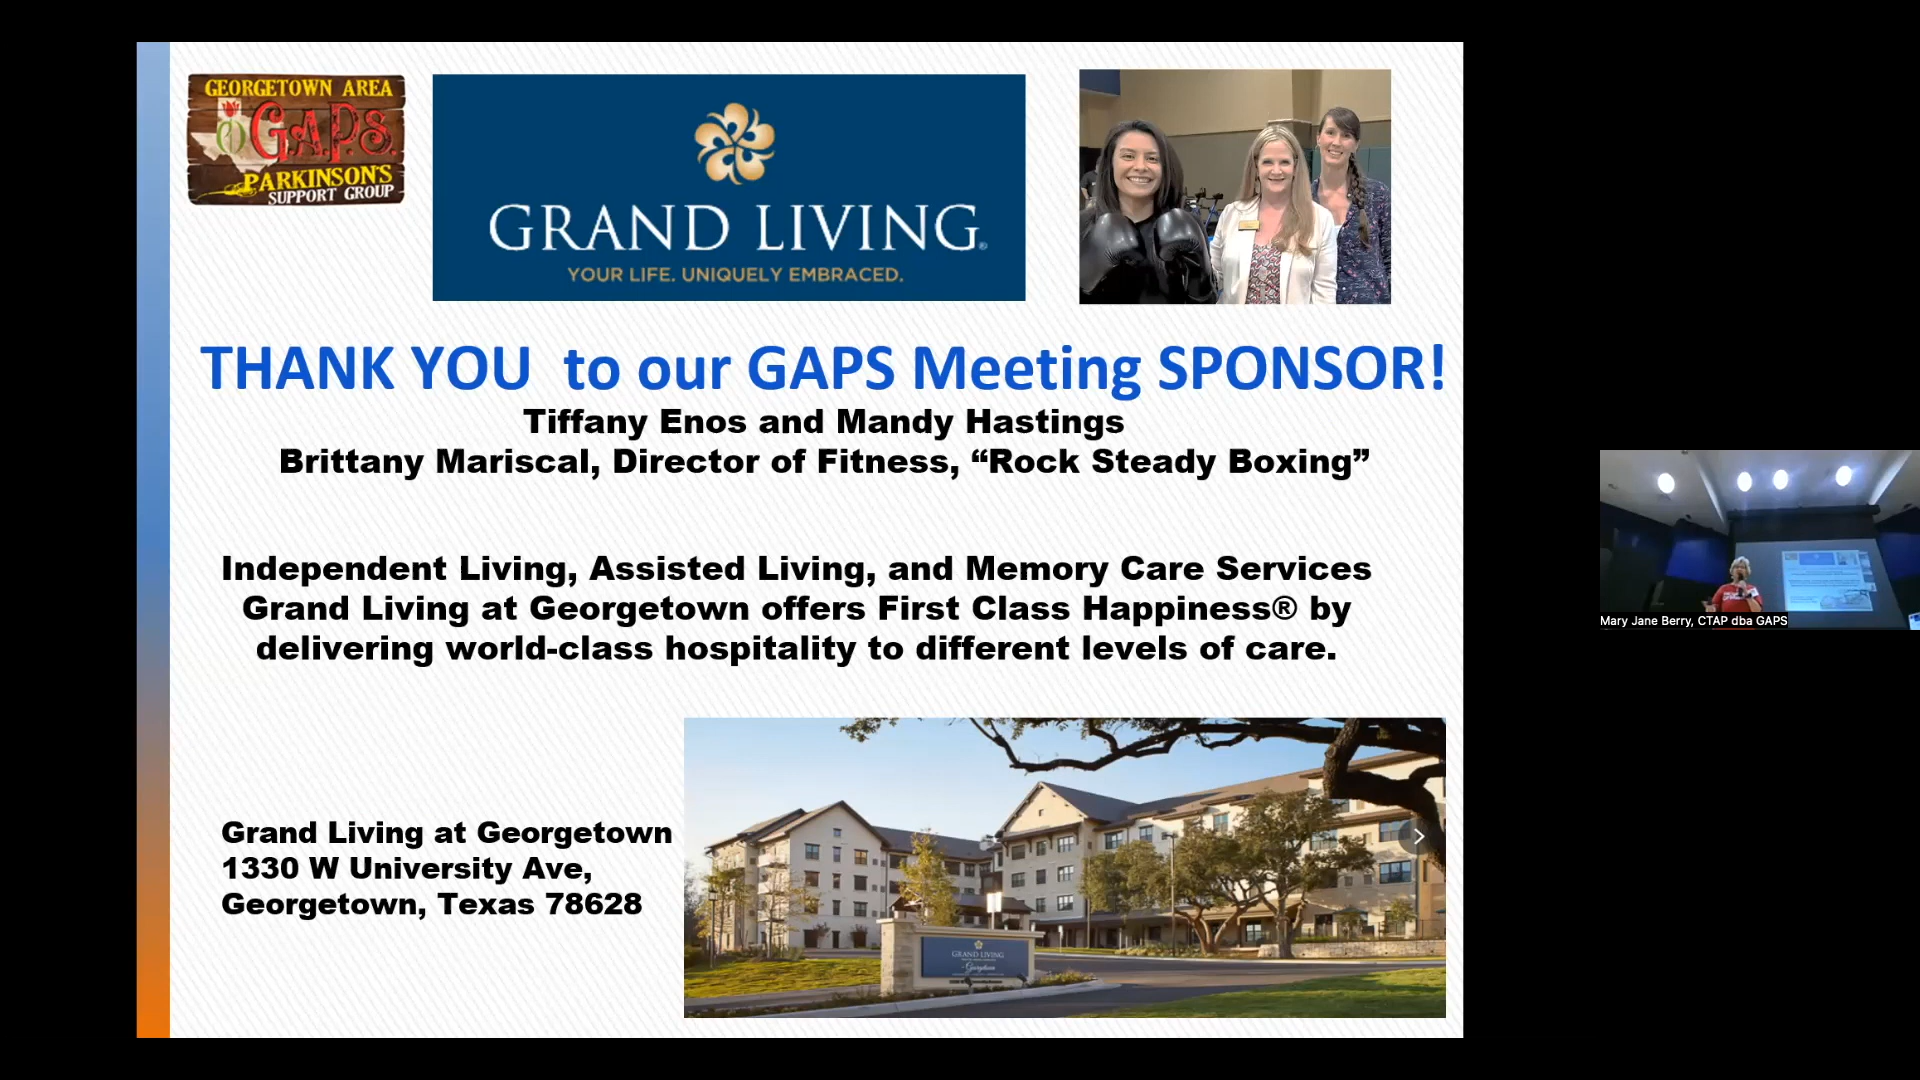 GEORGETOWN AREA
G.A.P.S.
PARKINSON'S
SUPPORT GROUP
GRAND LIVING®
YOUR LIFE. UNIQUELY EMBRACED.
THANK YOU  to our GAPS Meeting SPONSOR!
Tiffany Enos and Mandy Hastings
Brittany Mariscal, Director of Fitness, “Rock Steady Boxing”
Independent Living, Assisted Living, and Memory Care Services
Grand Living at Georgetown offers First Class Happiness® by
delivering world-class hospitality to different levels of care.
Grand Living at Georgetown
1330 W University Ave,
Georgetown, Texas 78628
GRAND LIVING
Georgetown
Mary Jane Berry, CTAP dba GAPS